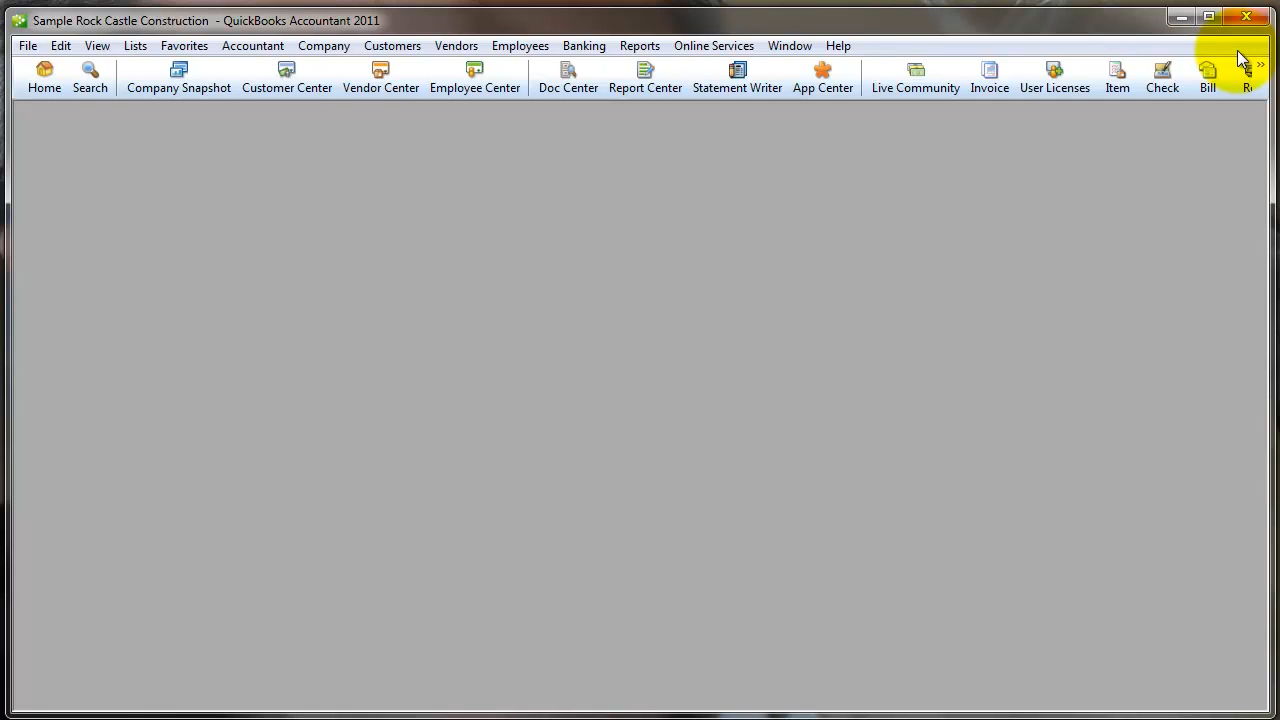 Sample Rock Castle Construction - QuickBooks Accountant 2011
File Edit View Lists Favorites Accountant Company Customers Vendors Employees Banking Reports Online Services Window Help
Home Search Company Snapshot Customer Center Vendor Center Employee Center Doc Center Report Center Statement Writer App Center Live Community Invoice User Licenses Item Check Bill